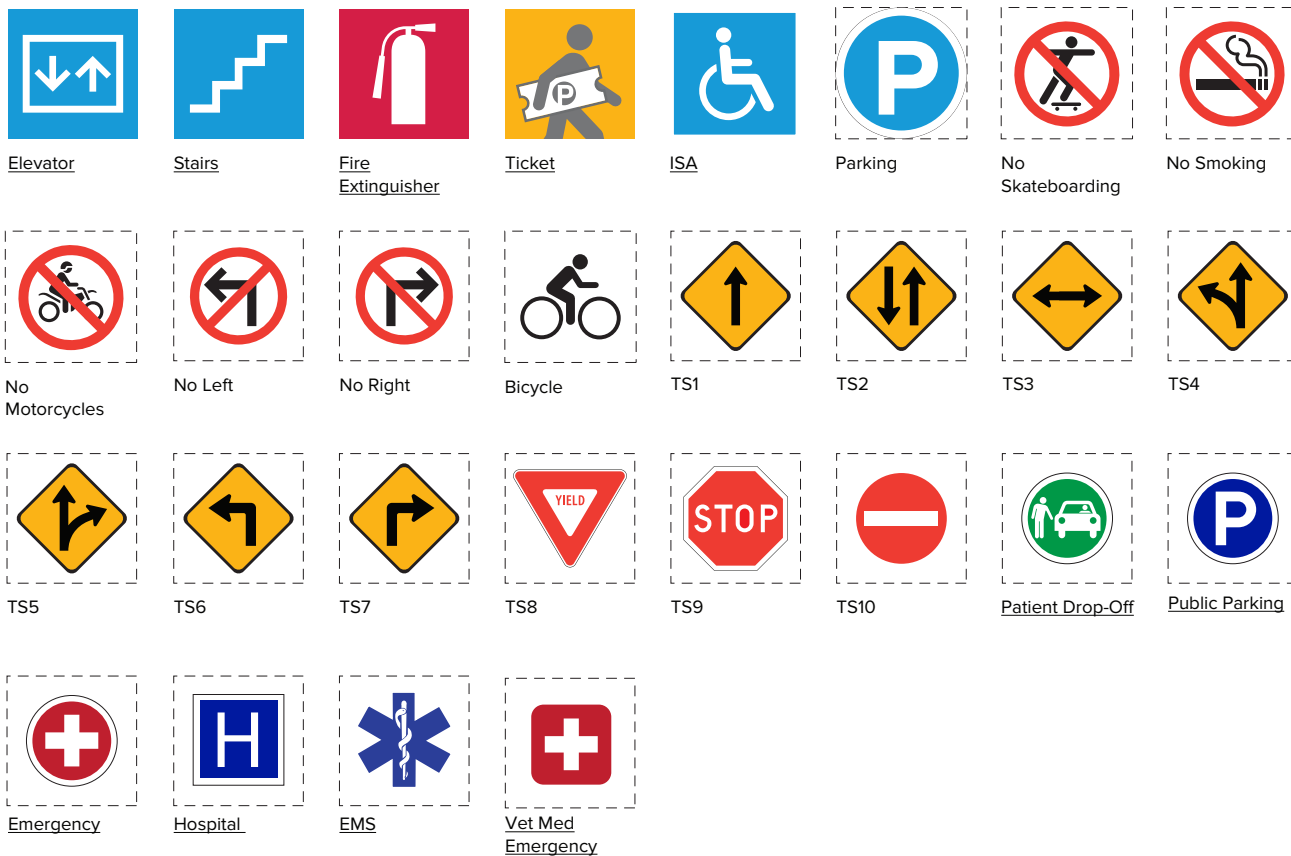 P
P
Elevator
Stairs
Fire
Extinguisher
Ticket
ISA
Parking
No
Skateboarding
No Smoking
No
Motorcycles
No Left
No Right
Bicycle
TS1
TS2
TS3
TS4
YIELD
STOP
P
TS5
TS6
TS7
TS8
TS9
TS10
Patient Drop-Off
Public Parking
H
Emergency
Hospital
EMS
Vet Med
Emergency